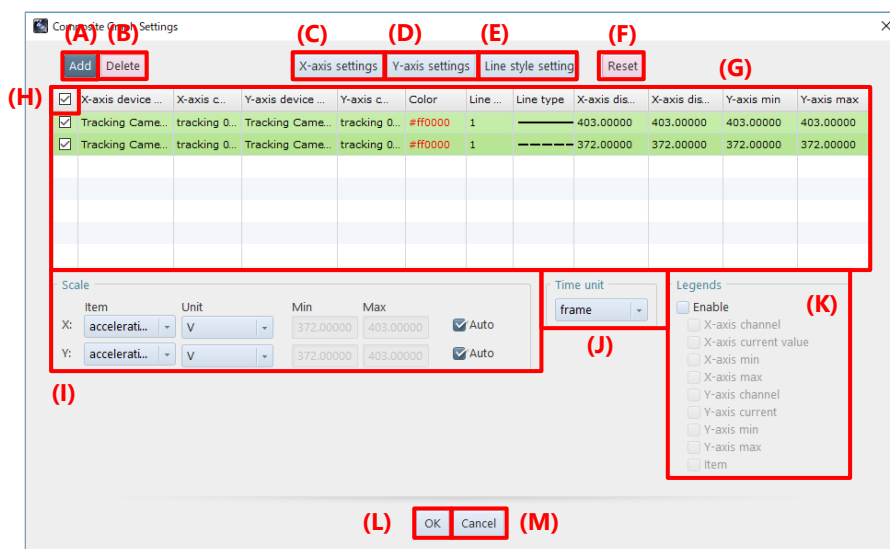 Composite Graph Settings
(A) (B) (C) (D) (E) (F)
Add Delete X-axis settings Y-axis settings Line style setting Reset
(G)
(H)
X-axis device ... X-axis c... Y-axis device ... Y-axis c... Color Line ... Line type X-axis dis... X-axis dis... Y-axis min Y-axis max
Tracking Came... tracking 0... Tracking Came... tracking 0... #ff0000 1 403.00000 403.00000 403.00000 403.00000
Tracking Came... tracking 0... Tracking Came... tracking 0... #ff0000 1 372.00000 372.00000 372.00000 372.00000
Scale
Item Unit Min Max
X: accelerati... V 372.00000 403.00000 Auto
Y: accelerati... V 372.00000 403.00000 Auto
(I)
Time unit
frame
(J)
Legends
Enable
(K)
X-axis channel
X-axis current value
X-axis min
X-axis max
Y-axis channel
Y-axis current
Y-axis min
Y-axis max
Item
(L) OK Cancel (M)